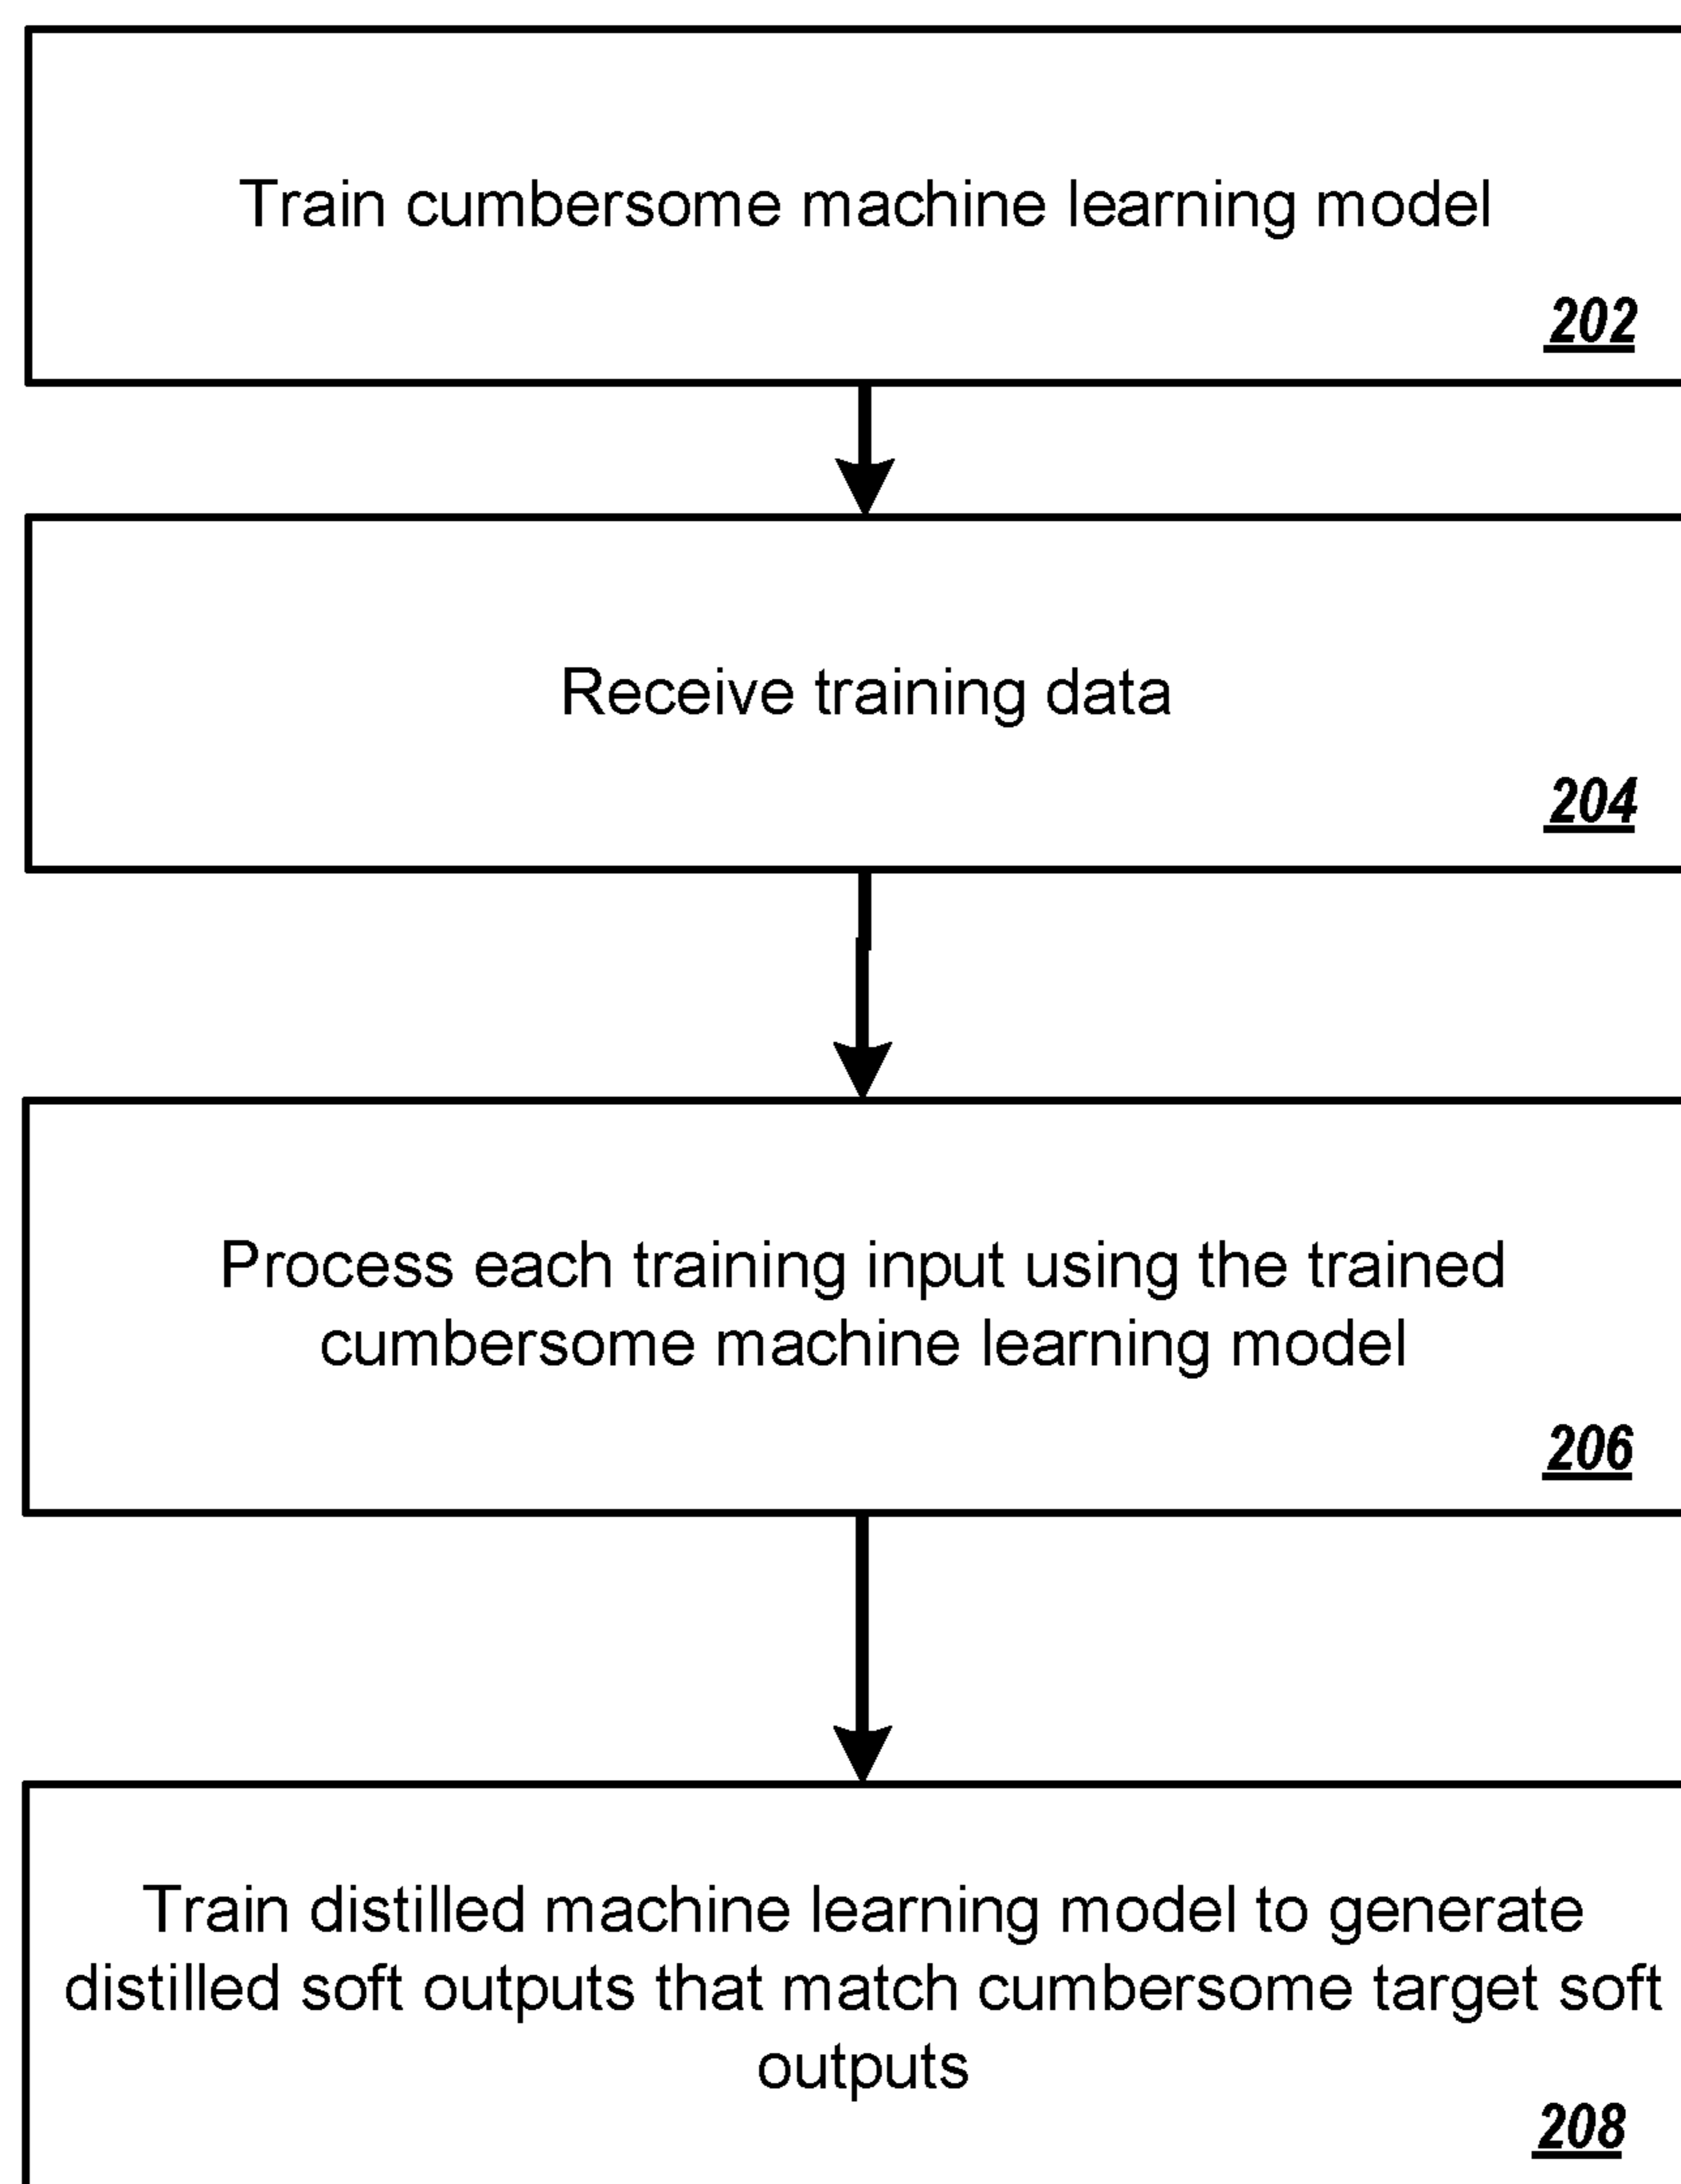 Train cumbersome machine learning model
202
Receive training data
204
Process each training input using the trained
cumbersome machine learning model
206
Train distilled machine learning model to generate
distilled soft outputs that match cumbersome target soft
outputs
208